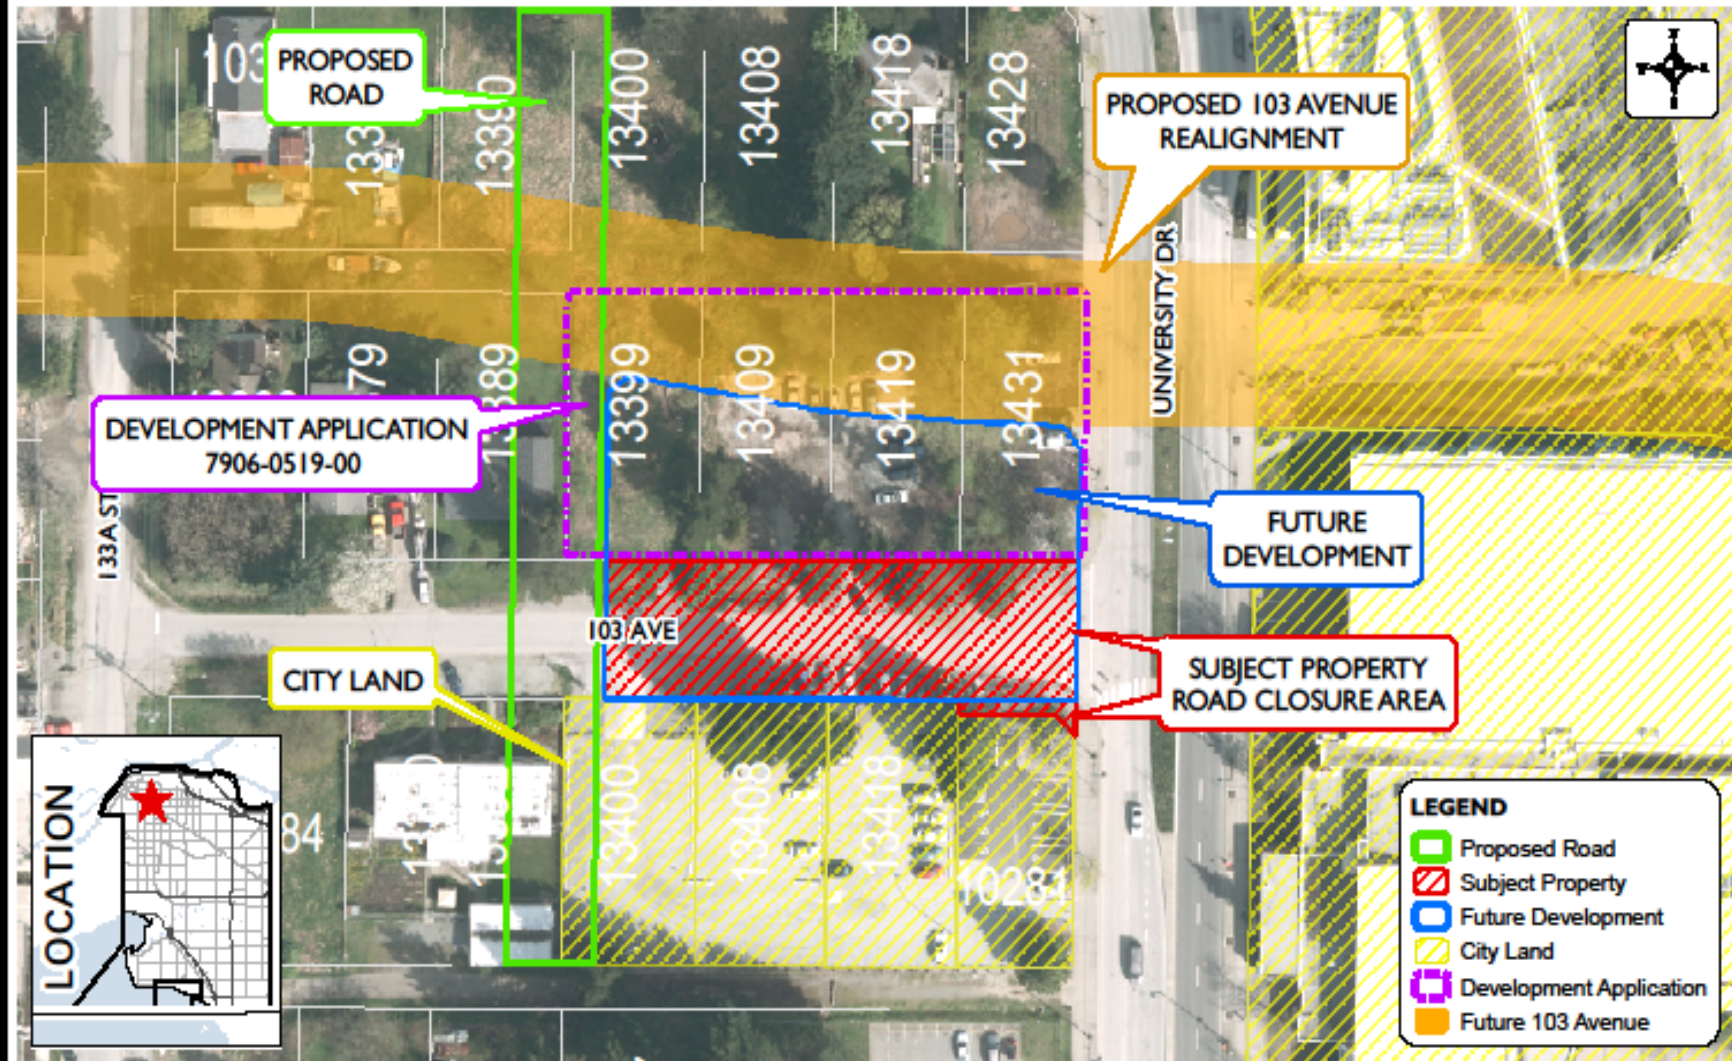 103
PROPOSED
ROAD
13390
13400
13408
13418
13428
PROPOSED 103 AVENUE
REALIGNMENT
UNIVERSITY DR
79
13399
13409
13419
13431
DEVELOPMENT APPLICATION
7906-0519-00
133A ST
FUTURE
DEVELOPMENT
103 AVE
CITY LAND
SUBJECT PROPERTY
ROAD CLOSURE AREA
13400
13408
13418
10281
84
LOCATION
LEGEND
Proposed Road
Subject Property
Future Development
City Land
Development Application
Future 103 Avenue